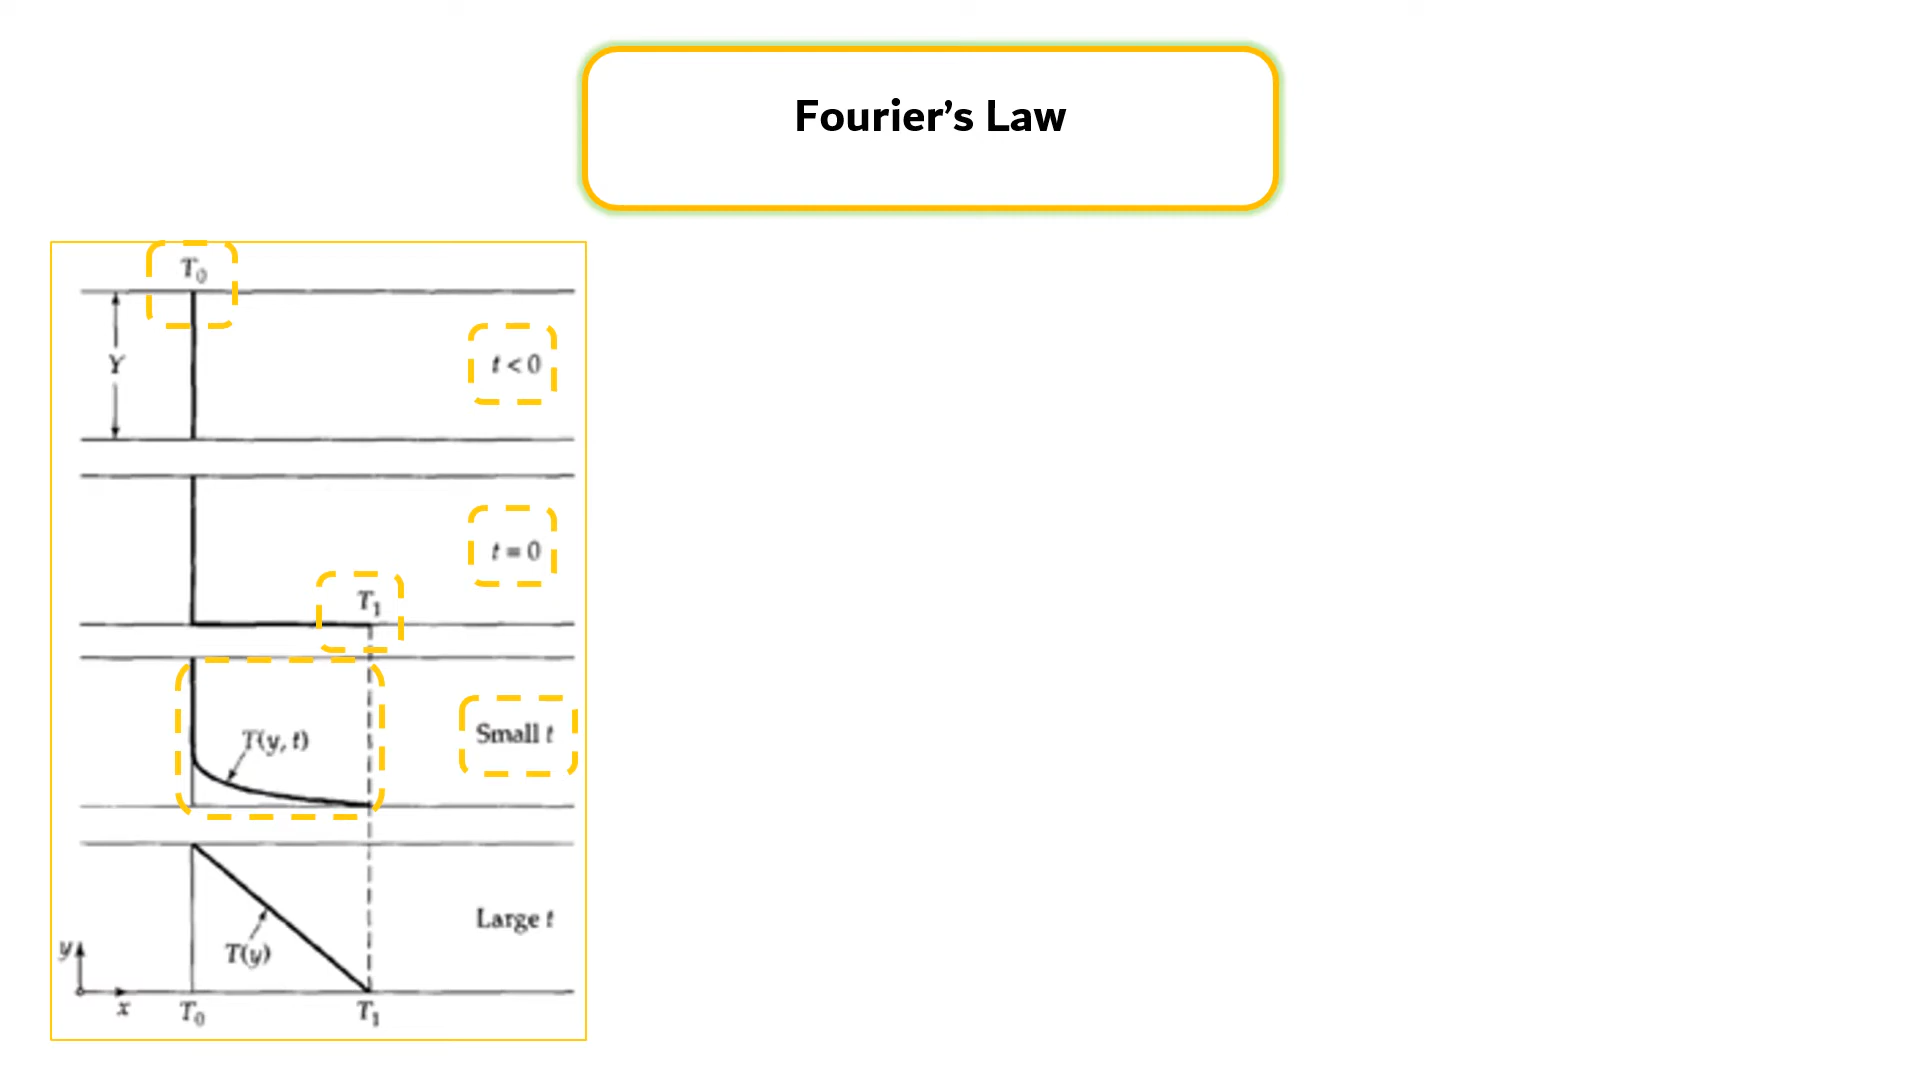 Fourier’s Law
T₀
Y
t < 0
t = 0
T₁
T(y, t)
Small t
Large t
T(y)
y
x
T₀
T₁